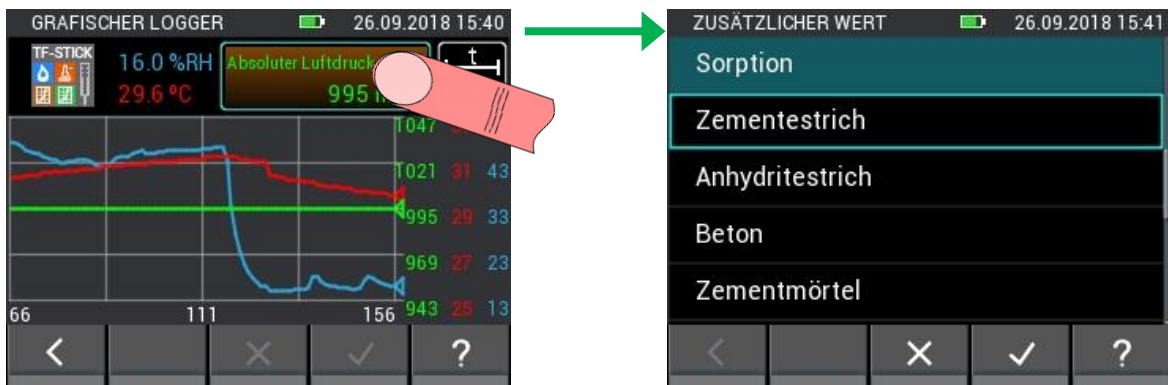 GRAFISCHER LOGGER 26.09.2018 15:40
TF-STICK
16.0 %RH
29.6 °C
Absoluter Luftdruck
995
t
1047
1021 31 43
995 29 33
969 27 23
943 25 13
66 111 156
?
ZUSÄTZLICHER WERT 26.09.2018 15:41
Sorption
Zementestrich
Anhydritestrich
Beton
Zementmörtel
?